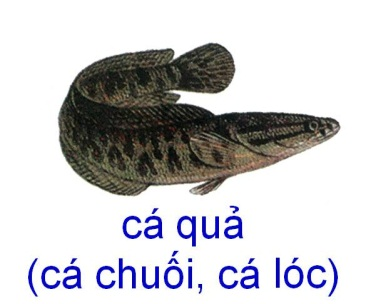 cá quả
(cá chuối, cá lóc)